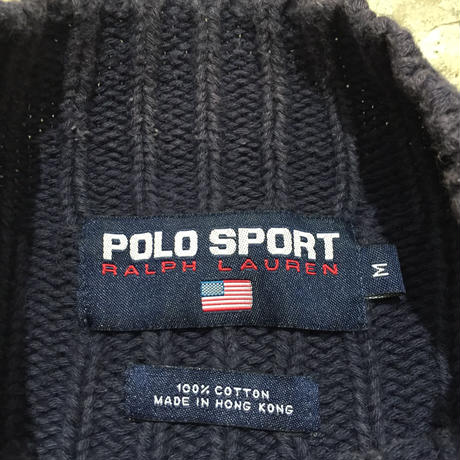 POLO SPORT
RALPH LAUREN
M
100% COTTON
MADE IN HONG KONG